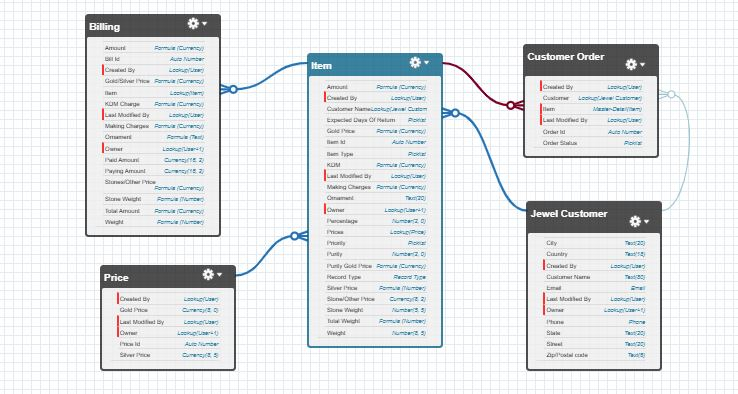 Billing
Amount Formula (Currency)
Bill Id Auto Number
Created By Lookup(User)
Gold/Silver Price Formula (Currency)
Item Lookup(Item)
KDM Charge Formula (Currency)
Last Modified By Lookup(User)
Making Charges Formula (Currency)
Ornament Formula (Text)
Owner Lookup(User+1)
Paid Amount Currency(16, 2)
Paying Amount Currency(16, 2)
Stones/Other Price
Formula (Currency)
Stone Weight Formula (Number)
Total Amount Formula (Currency)
Weight Formula (Number)
Price
Created By Lookup(User)
Gold Price Currency(8, 0)
Last Modified By Lookup(User)
Owner Lookup(User+1)
Price Id Auto Number
Silver Price Currency(8, 5)
Item
Amount Formula (Currency)
Created By Lookup(User)
Customer Name Lookup(Jewel Custom
Expected Days Of Return Picklist
Gold Price Formula (Currency)
Item Id Auto Number
Item Type Picklist
KDM Formula (Currency)
Last Modified By Lookup(User)
Making Charges Formula (Currency)
Ornament Text(20)
Owner Lookup(User+1)
Percentage Number(2, 0)
Prices Lookup(Price)
Priority Picklist
Purity Number(2, 0)
Purity Gold Price Formula (Currency)
Record Type Record Type
Silver Price Formula (Number)
Stone/Other Price Currency(8, 2)
Stone Weight Number(5, 5)
Total Weight Formula (Number)
Weight Number(8, 5)
Customer Order
Created By Lookup(User)
Customer Lookup(Jewel Customer)
Item Master-Detail(Item)
Last Modified By Lookup(User)
Order Id Auto Number
Order Status Picklist
Jewel Customer
City Text(20)
Country Text(18)
Created By Lookup(User)
Customer Name Text(80)
Email Email
Last Modified By Lookup(User)
Owner Lookup(User+1)
Phone Phone
State Text(20)
Street Text(20)
Zip/Postal code Text(6)